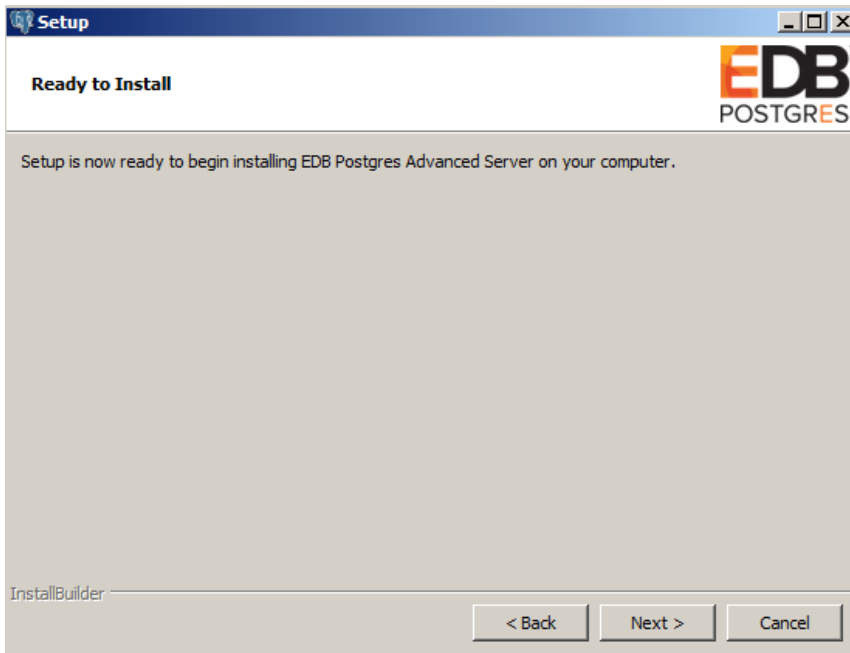 Setup
Ready to Install
EDB
POSTGRES
Setup is now ready to begin installing EDB Postgres Advanced Server on your computer.
InstallBuilder
< Back Next > Cancel